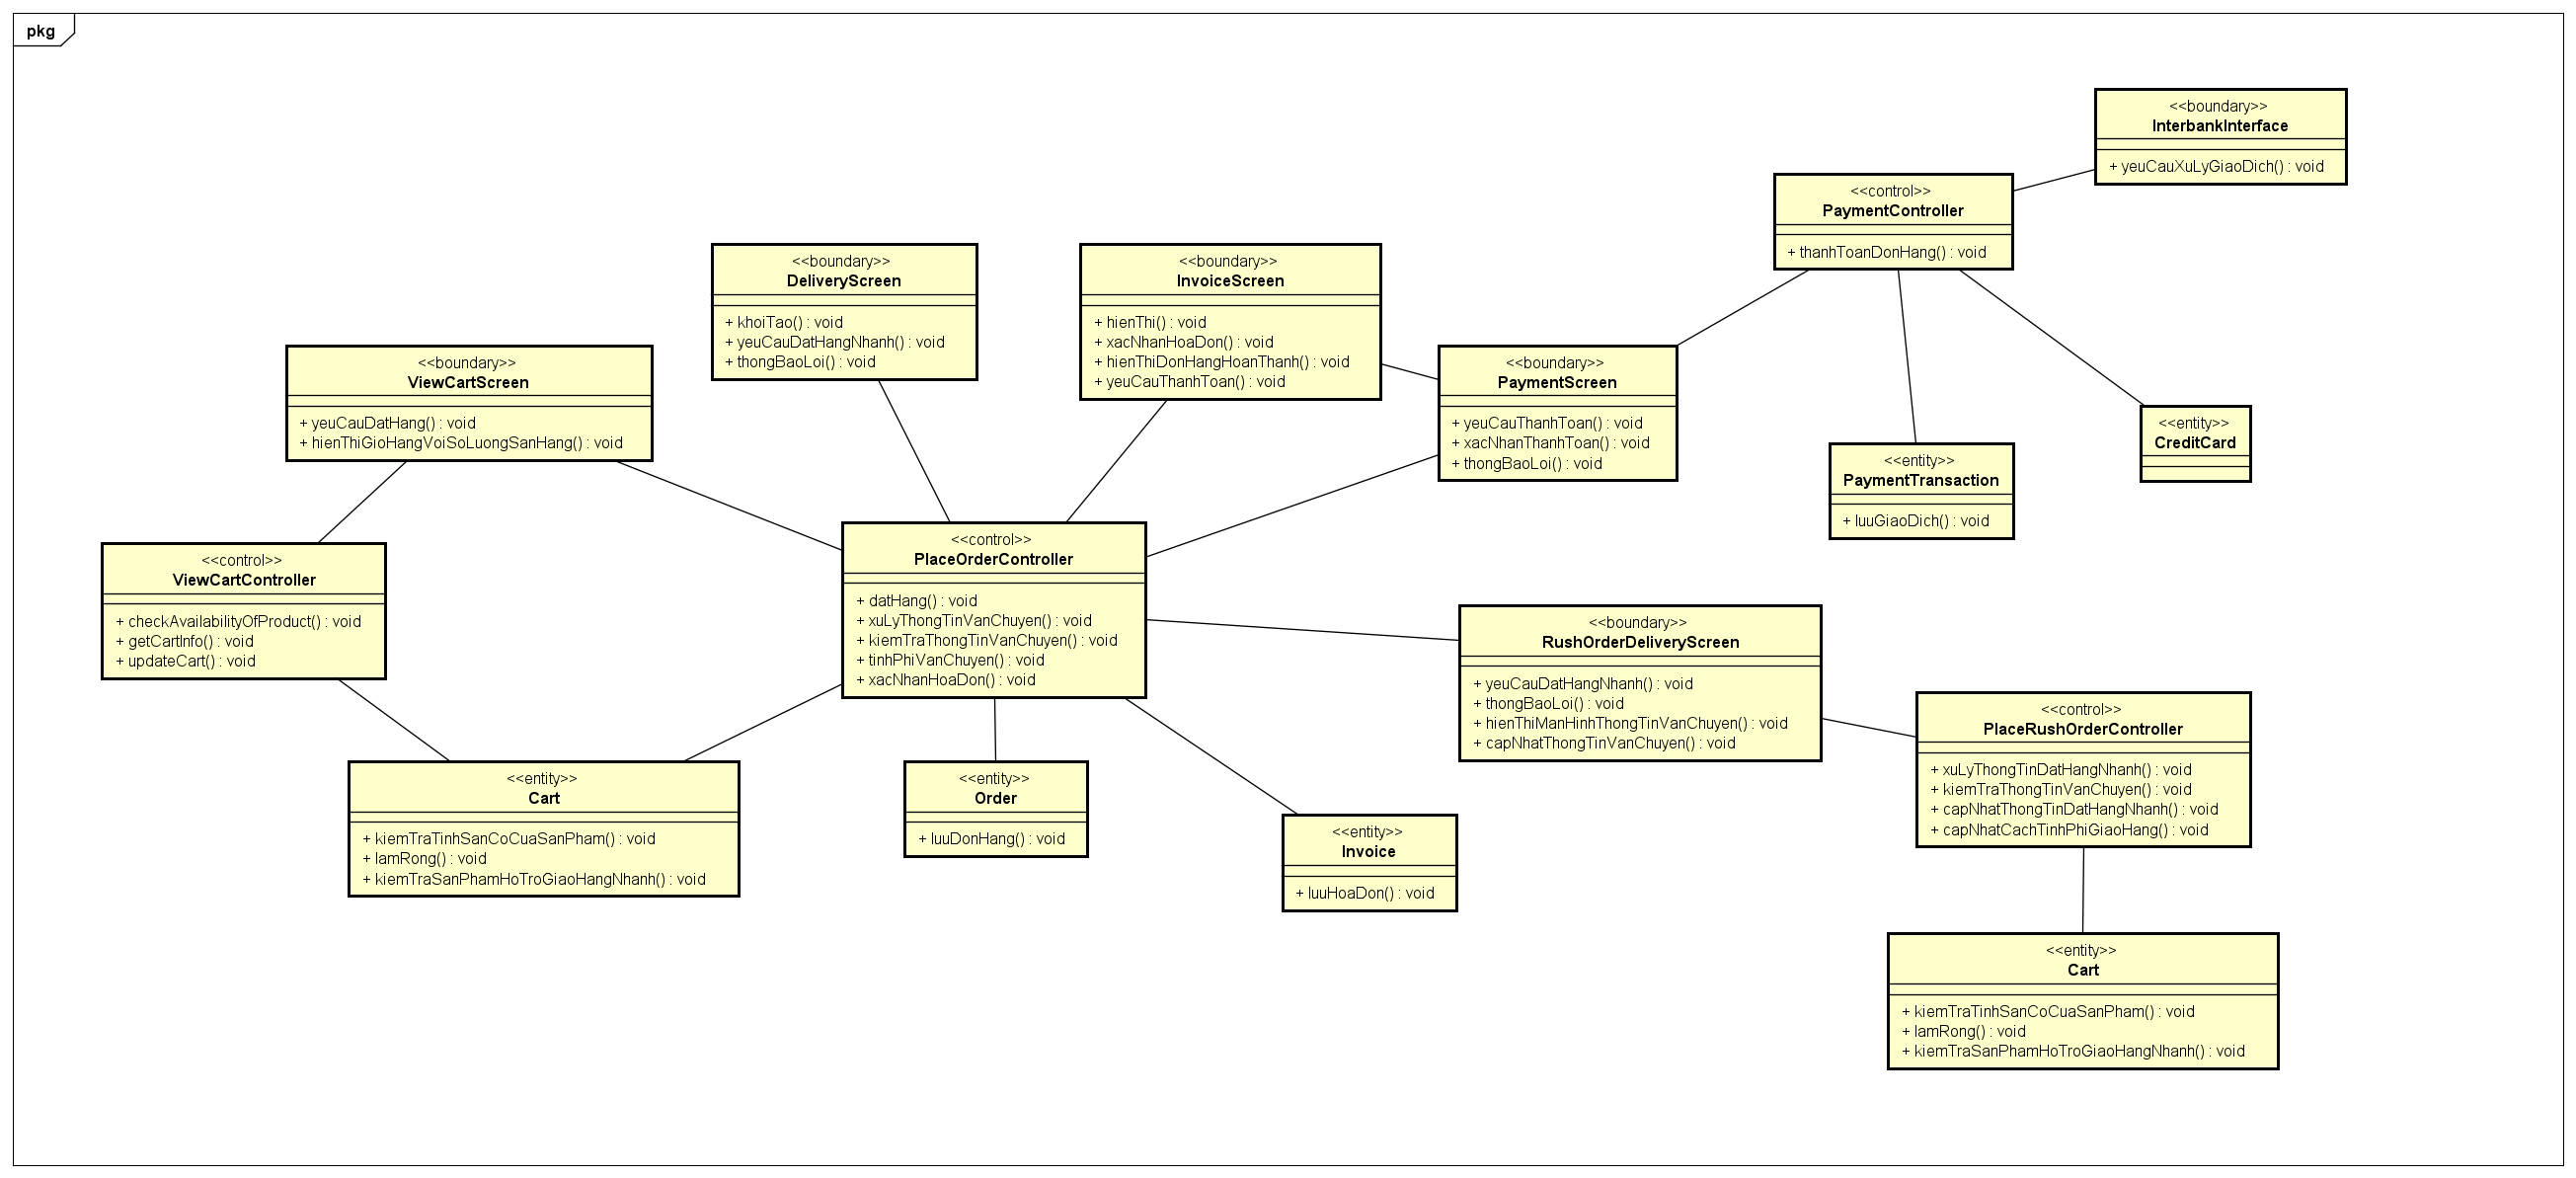 pkg
<<boundary>>
InterbankInterface
+ yeuCauXuLyGiaoDich() : void
<<control>>
PaymentController
+ thanhToanDonHang() : void
<<boundary>>
DeliveryScreen
+ khoiTao() : void
+ yeuCauDatHangNhanh() : void
+ thongBaoLoi() : void
<<boundary>>
InvoiceScreen
+ hienThi() : void
+ xacNhanHoaDon() : void
+ hienThiDonHangHoanThanh() : void
+ yeuCauThanhToan() : void
<<boundary>>
ViewCartScreen
+ yeuCauDatHang() : void
+ hienThiGioHangVoiSoLuongSanHang() : void
<<boundary>>
PaymentScreen
+ yeuCauThanhToan() : void
+ xacNhanThanhToan() : void
+ thongBaoLoi() : void
<<entity>>
CreditCard
<<entity>>
PaymentTransaction
+ luuGiaoDich() : void
<<control>>
ViewCartController
+ checkAvailabilityOfProduct() : void
+ getCartInfo() : void
+ updateCart() : void
<<control>>
PlaceOrderController
+ datHang() : void
+ xuLyThongTinVanChuyen() : void
+ kiemTraThongTinVanChuyen() : void
+ tinhPhiVanChuyen() : void
+ xacNhanHoaDon() : void
<<boundary>>
RushOrderDeliveryScreen
+ yeuCauDatHangNhanh() : void
+ thongBaoLoi() : void
+ hienThiManHinhThongTinVanChuyen() : void
+ capNhatThongTinVanChuyen() : void
<<control>>
PlaceRushOrderController
+ xuLyThongTinDatHangNhanh() : void
+ kiemTraThongTinVanChuyen() : void
+ capNhatThongTinDatHangNhanh() : void
+ capNhatCachTinhPhiGiaoHang() : void
<<entity>>
Cart
+ kiemTraTinhSanCoCuaSanPham() : void
+ lamRong() : void
+ kiemTraSanPhamHoTroGiaoHangNhanh() : void
<<entity>>
Order
+ luuDonHang() : void
<<entity>>
Invoice
+ luuHoaDon() : void
<<entity>>
Cart
+ kiemTraTinhSanCoCuaSanPham() : void
+ lamRong() : void
+ kiemTraSanPhamHoTroGiaoHangNhanh() : void